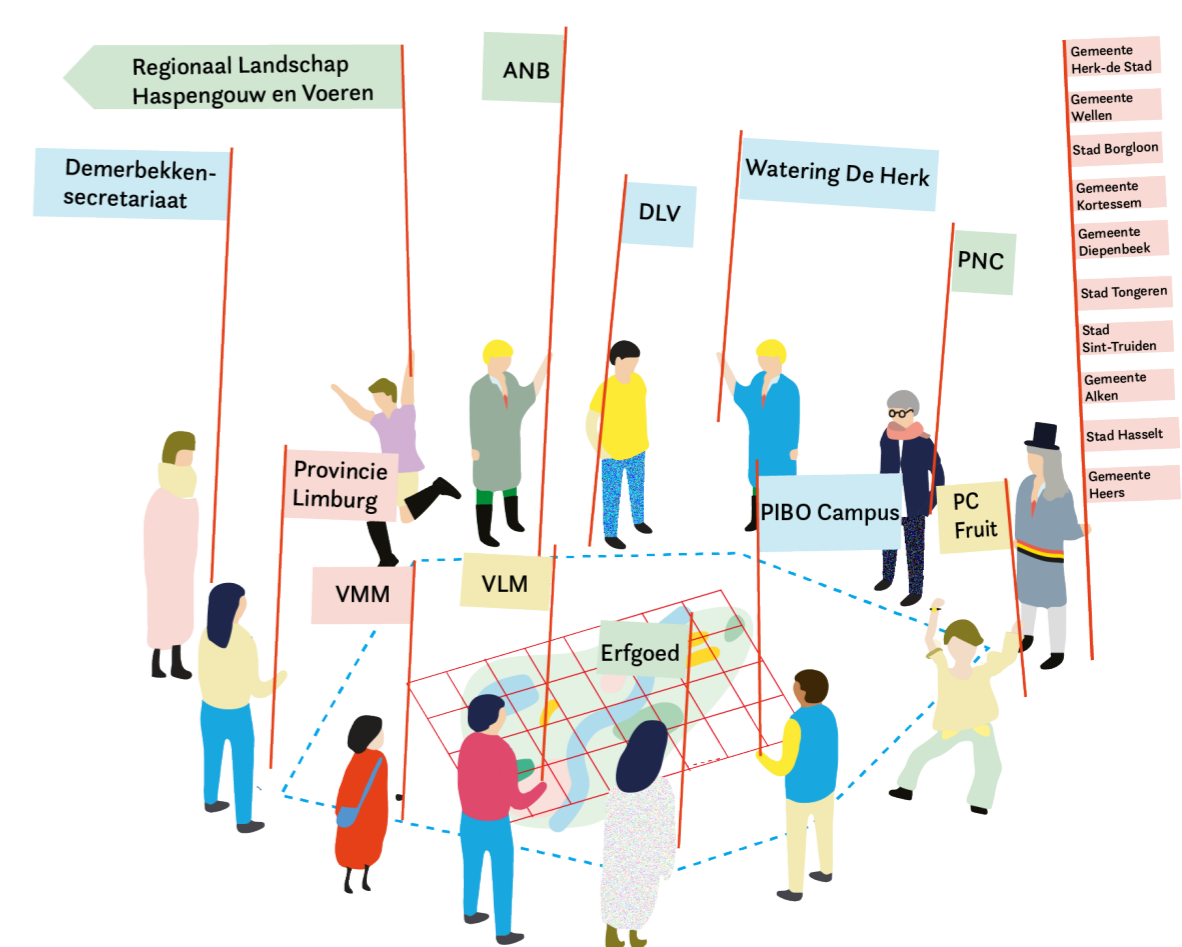 Regionaal Landschap
Haspengouw en Voeren
ANB
Demerbekken-
secretariaat
DLV
Watering De Herk
PNC
Gemeente
Herk-de Stad
Gemeente
Wellen
Stad Borgloon
Gemeente
Kortessem
Gemeente
Diepenbeek
Stad Tongeren
Stad
Sint-Truiden
Gemeente
Alken
Stad Hasselt
Gemeente
Heers
Provincie
Limburg
PIBO Campus
PC
Fruit
VMM
VLM
Erfgoed